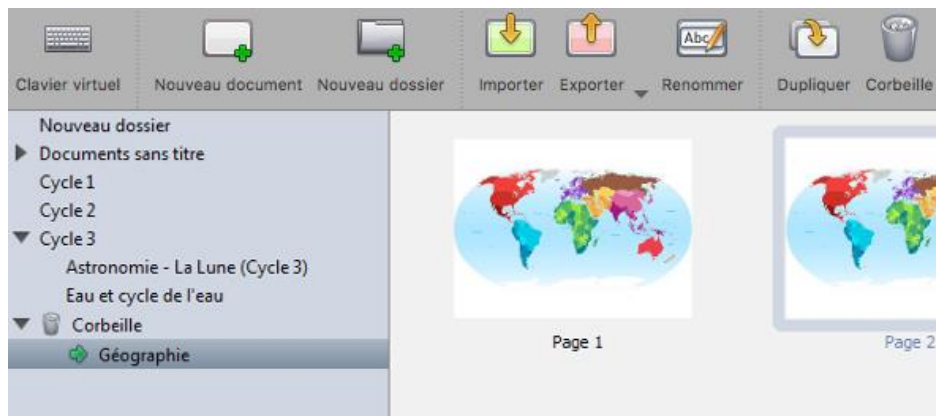 Abc
Clavier virtuel Nouveau document Nouveau dossier Importer Exporter Renommer Dupliquer Corbeille
Nouveau dossier
Documents sans titre
Cycle 1
Cycle 2
Cycle 3
Astronomie - La Lune (Cycle 3)
Eau et cycle de l'eau
Corbeille
Géographie
Page 1
Page 2